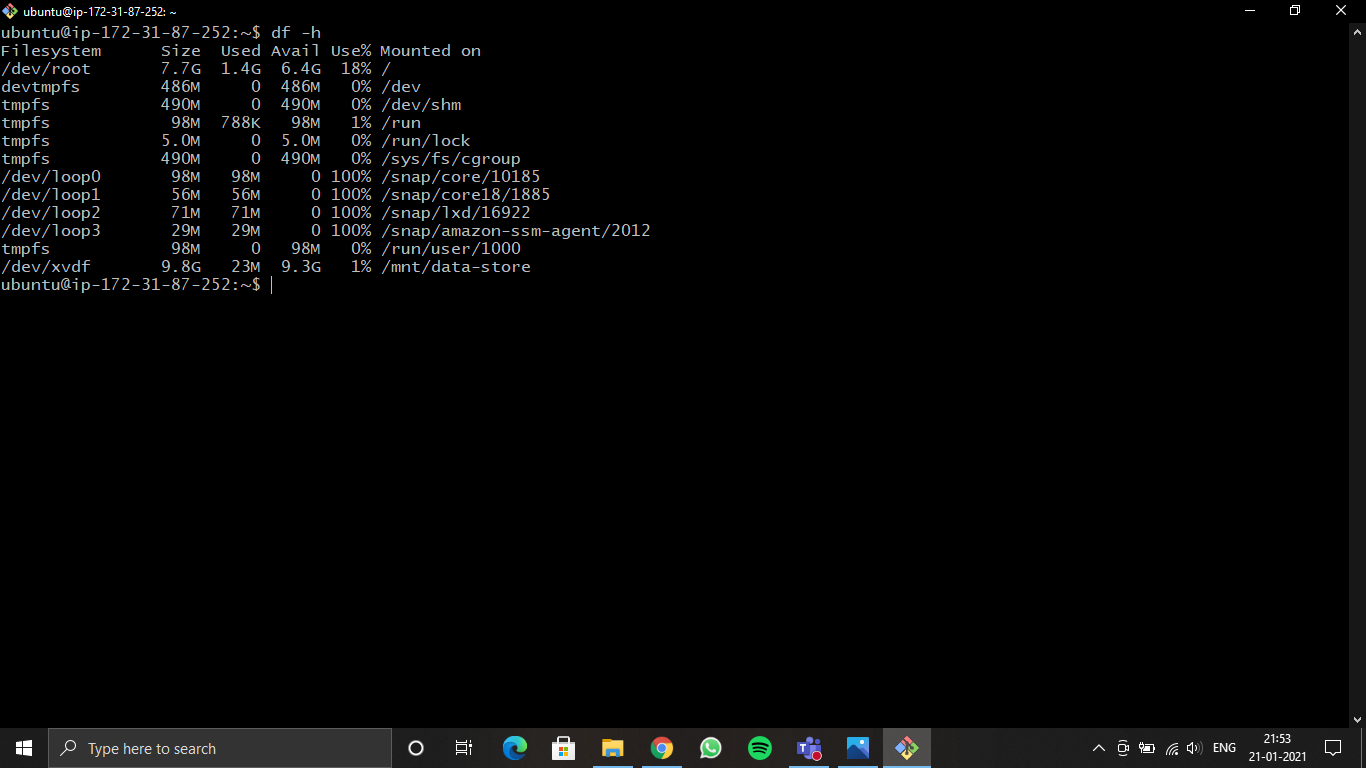 ubuntu@ip-172-31-87-252: ~
ubuntu@ip-172-31-87-252:~$ df -h
Filesystem      Size  Used Avail Use% Mounted on
/dev/root       7.7G  1.4G  6.4G  18% /
devtmpfs        486M     0  486M   0% /dev
tmpfs           490M     0  490M   0% /dev/shm
tmpfs            98M  788K   98M   1% /run
tmpfs           5.0M     0  5.0M   0% /run/lock
tmpfs           490M     0  490M   0% /sys/fs/cgroup
/dev/loop0       98M   98M     0 100% /snap/core/10185
/dev/loop1       56M   56M     0 100% /snap/core18/1885
/dev/loop2       71M   71M     0 100% /snap/lxd/16922
/dev/loop3       29M   29M     0 100% /snap/amazon-ssm-agent/2012
tmpfs            98M     0   98M   0% /run/user/1000
/dev/xvdf       9.8G   23M  9.3G   1% /mnt/data-store
ubuntu@ip-172-31-87-252:~$
Type here to search
ENG
21:53
21-01-2021